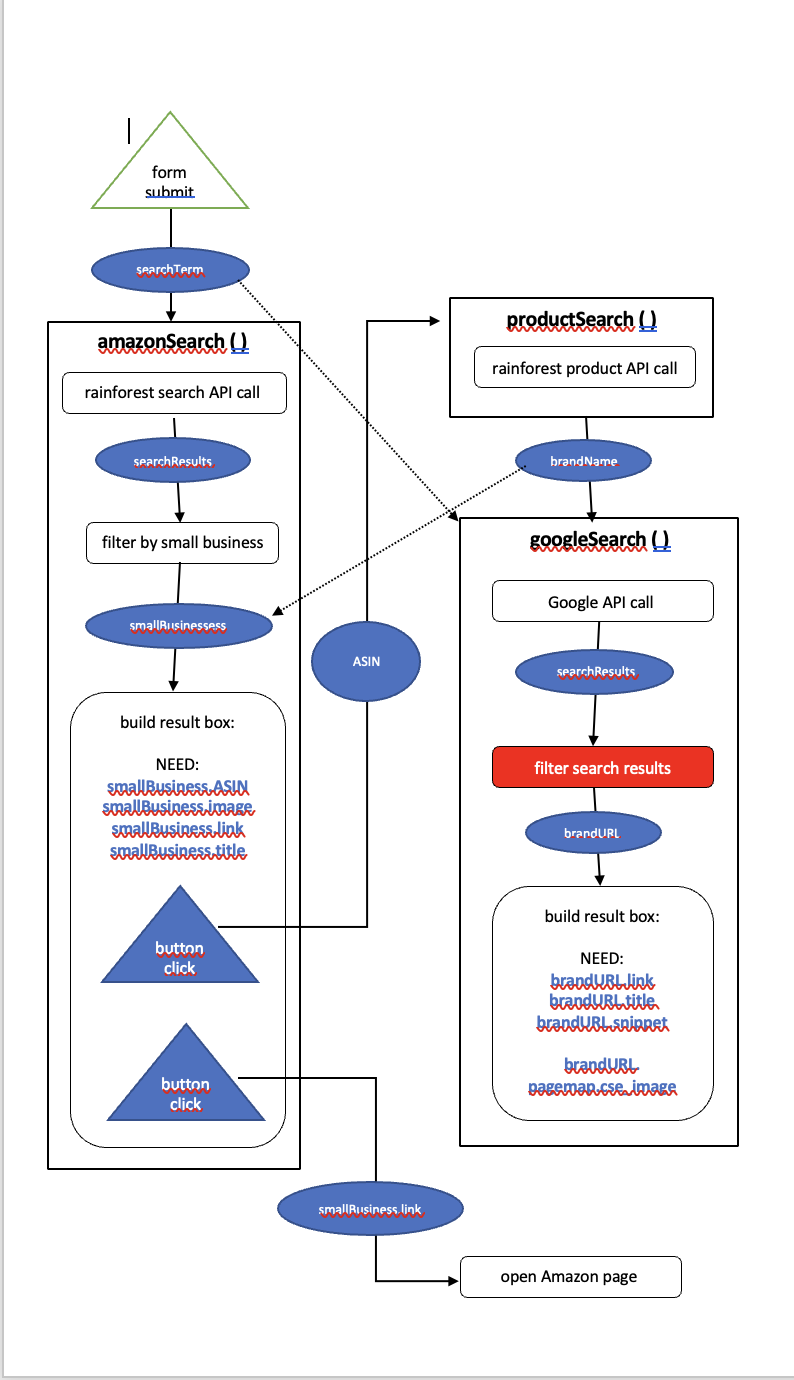 form
submit
searchTerm
amazonSearch ( )
rainforest search API call
searchResults
filter by small business
smallBusinessess
build result box:
NEED:
smallBusiness.ASIN
smallBusiness.image
smallBusiness.link
smallBusiness.title
button
click
button
click
ASIN
productSearch ( )
rainforest product API call
brandName
googleSearch ( )
Google API call
searchResults
filter search results
brandURL
build result box:
NEED:
brandURL.link
brandURL.title
brandURL.snippet
brandURL.
pagemap.cse_image
smallBusiness.link
open Amazon page